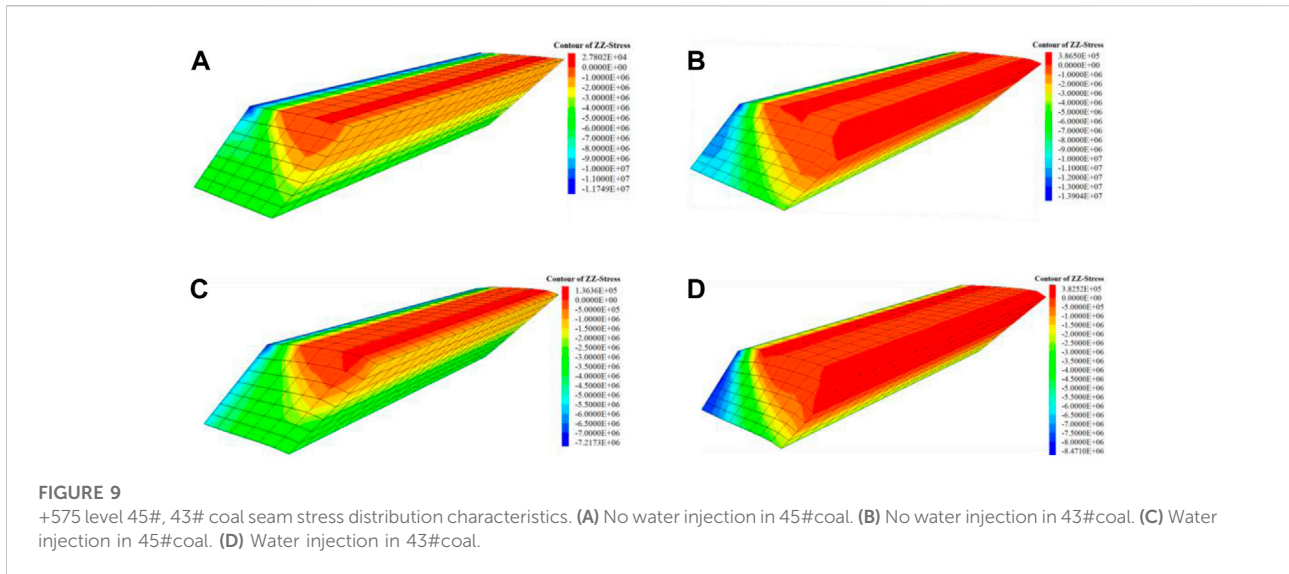 A
Contour of ZZ-Stress
2.7802E+04
0.0000E+00
-1.0000E+06
-2.0000E+06
-3.0000E+06
-4.0000E+06
-5.0000E+06
-6.0000E+06
-7.0000E+06
-8.0000E+06
-9.0000E+06
-1.0000E+07
-1.1000E+07
-1.1749E+07
B
Contour of ZZ-Stress
3.8650E+05
0.0000E+00
-1.0000E+06
-2.0000E+06
-3.0000E+06
-4.0000E+06
-5.0000E+06
-6.0000E+06
-7.0000E+06
-8.0000E+06
-9.0000E+06
-1.0000E+07
-1.1000E+07
-1.2000E+07
-1.3000E+07
-1.3904E+07
C
Contour of ZZ-Stress
1.3636E+05
0.0000E+00
-5.0000E+05
-1.0000E+06
-1.5000E+06
-2.0000E+06
-2.5000E+06
-3.0000E+06
-3.5000E+06
-4.0000E+06
-4.5000E+06
-5.0000E+06
-5.5000E+06
-6.0000E+06
-6.5000E+06
-7.0000E+06
-7.2173E+06
D
Contour of ZZ-Stress
3.8252E+05
0.0000E+00
-5.0000E+05
-1.0000E+06
-1.5000E+06
-2.0000E+06
-2.5000E+06
-3.0000E+06
-3.5000E+06
-4.0000E+06
-4.5000E+06
-5.0000E+06
-5.5000E+06
-6.0000E+06
-6.5000E+06
-7.0000E+06
-7.5000E+06
-8.0000E+06
-8.4710E+06
FIGURE 9
+575 level 45#, 43# coal seam stress distribution characteristics. (A) No water injection in 45#coal. (B) No water injection in 43#coal. (C) Water
injection in 45#coal. (D) Water injection in 43#coal.